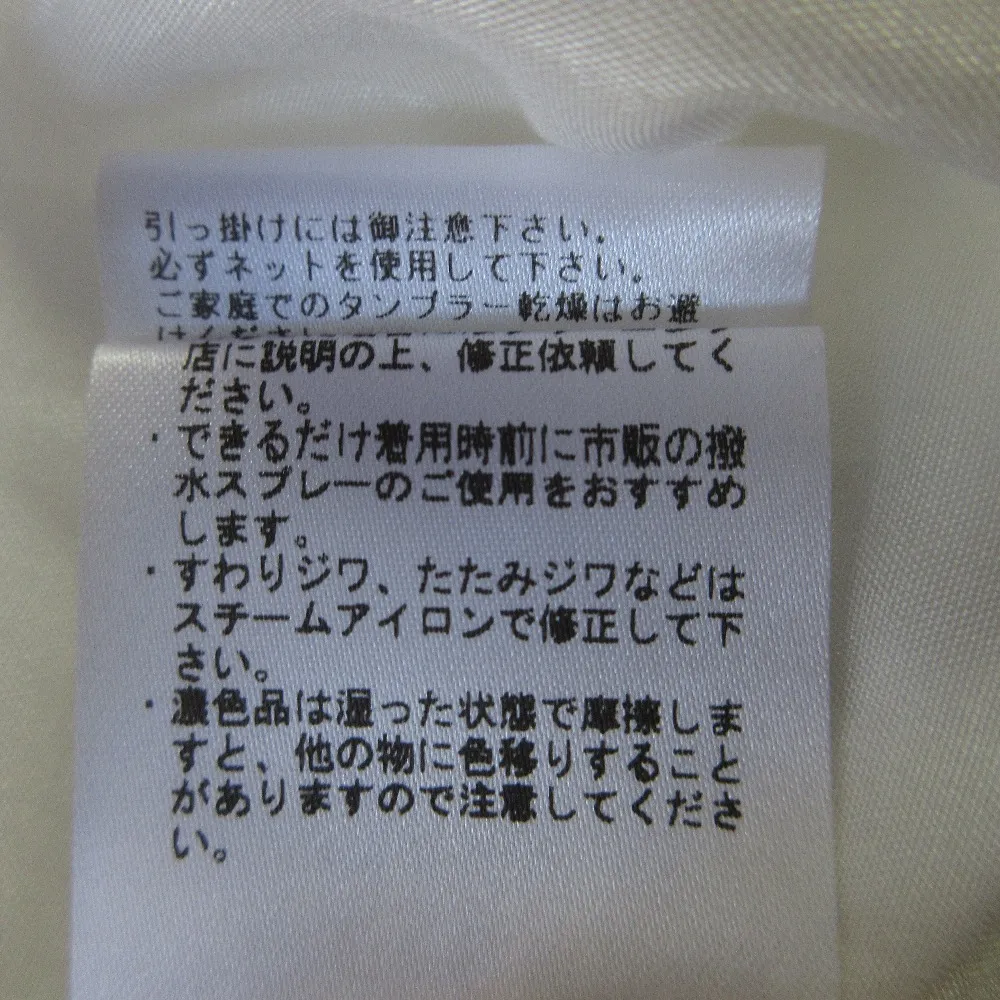 引っ掛けには御注意下さい。
必ずネットを使用して下さい。
ご家庭でのタンブラー乾燥はお避
けください
店に説明の上、修正依頼してく
ださい。
・できるだけ着用時前に市販の撥
水スプレーのご使用をおすすめ
します。
・すわりジワ、たたみジワなどは
スチームアイロンで修正して下
さい。
・濃色品は湿った状態で摩擦しま
すと、他の物に色移りすること
がありますので注意してくださ
い。